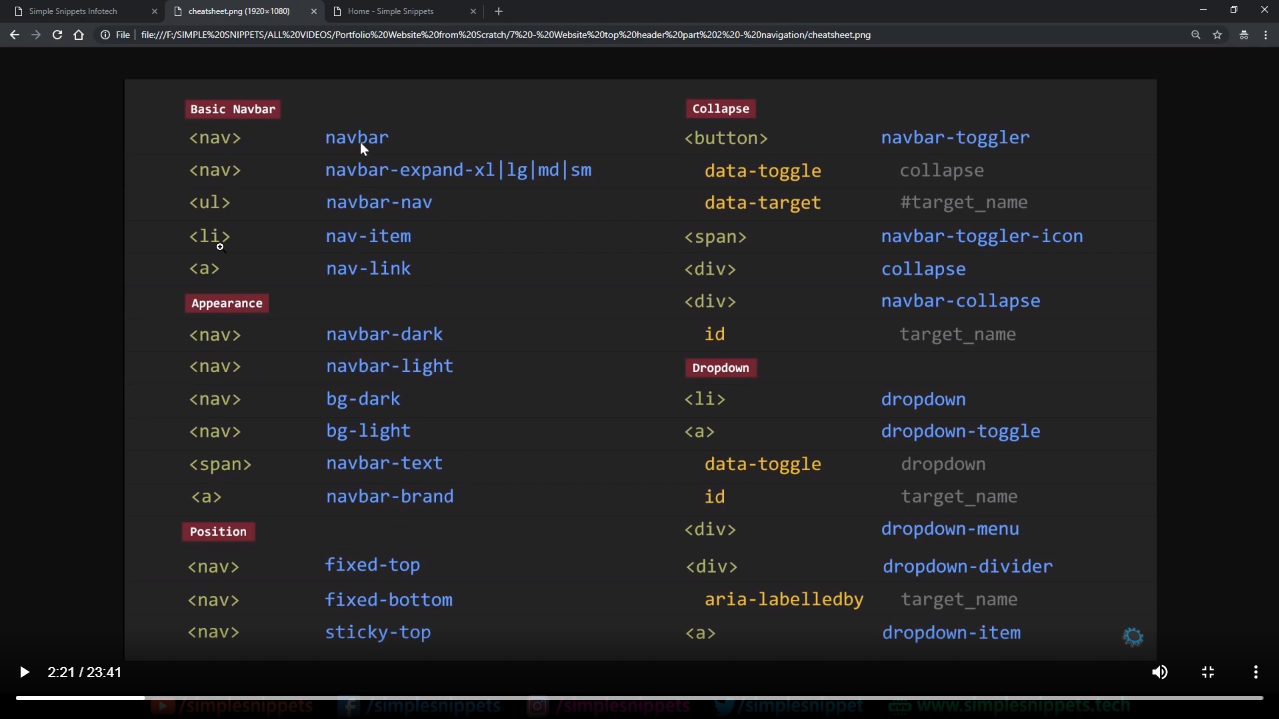 Simple Snippets Infotech
cheatsheet.png (1920×1080)
Home - Simple Snippets
File | file:///F:/SIMPLE%20SNIPPETS/ALL%20VIDEOS/Portfolio%20Website%20from%20Scratch/7%20-%20Website%20top%20header%20part%202%20-%20navigation/cheatsheet.png
Basic Navbar
<nav> navbar
<nav> navbar-expand-xl|lg|md|sm
<ul> navbar-nav
<li> nav-item
<a> nav-link
Appearance
<nav> navbar-dark
<nav> navbar-light
<nav> bg-dark
<nav> bg-light
<span> navbar-text
<a> navbar-brand
Position
<nav> fixed-top
<nav> fixed-bottom
<nav> sticky-top
Collapse
<button> navbar-toggler
data-toggle collapse
data-target #target_name
<span> navbar-toggler-icon
<div> collapse
<div> navbar-collapse
id target_name
Dropdown
<li> dropdown
<a> dropdown-toggle
data-toggle dropdown
id target_name
<div> dropdown-menu
<div> dropdown-divider
aria-labelledby target_name
<a> dropdown-item
2:21 / 23:41
/simplesnippets /simplesnippets /simplesnippets /simplesnippet www.simplesnippets.tech